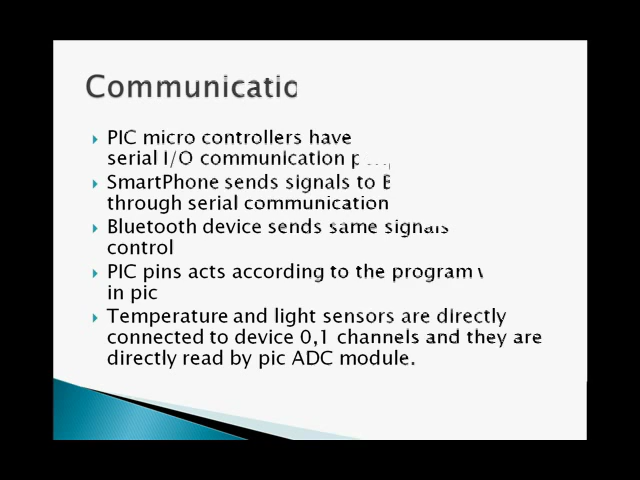 PIC micro controllers have
serial I/O communication
SmartPhone sends signals to
through serial communication
Bluetooth device sends same signals
control
PIC pins acts according to the program
in pic
Temperature and light sensors are directly
connected to device 0,1 channels and they are
directly read by pic ADC module.